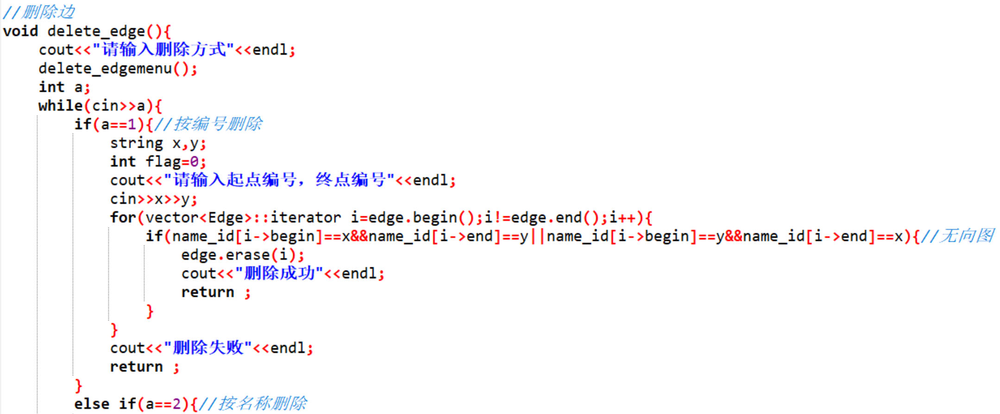 //删除边
void delete_edge(){
    cout<<"请输入删除方式"<<endl;
    delete_edgemenu();
    int a;
    while(cin>>a){
        if(a==1){//按编号删除
            string x,y;
            int flag=0;
            cout<<"请输入起点编号，终点编号"<<endl;
            cin>>x>>y;
            for(vector<Edge>::iterator i=edge.begin();i!=edge.end();i++){
                if(name_id[i->begin]==x&&name_id[i->end]==y||name_id[i->begin]==y&&name_id[i->end]==x){//无向图
                    edge.erase(i);
                    cout<<"删除成功"<<endl;
                    return ;
                }
            }
            cout<<"删除失败"<<endl;
            return ;
        }
        else if(a==2){//按名称删除